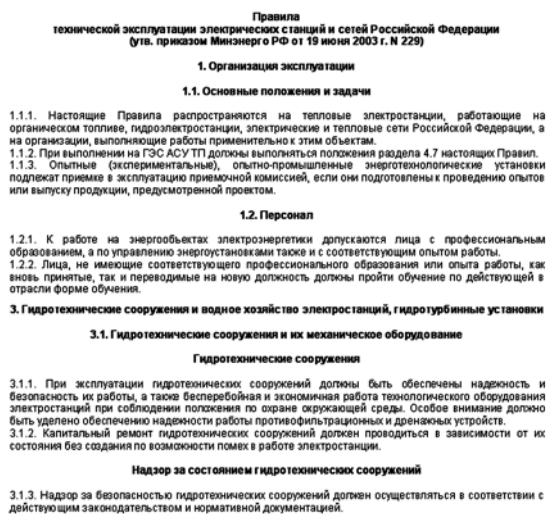 Правила
технической эксплуатации электрических станций и сетей Российской Федерации
(утв. приказом Минэнерго РФ от 19 июня 2003 г. N 229)
1. Организация эксплуатации
1.1. Основные положения и задачи
1.1.1. Настоящие Правила распространяются на тепловые электростанции, работающие на
органическом топливе, гидроэлектростанции, электрические и тепловые сети Российской Федерации, а
на организации, выполняющие работы применительно к этим объектам.
1.1.2. При выполнении на ГЭС АСУ ТП должны выполняться положения раздела 4.7 настоящих Правил.
1.1.3. Опытные (экспериментальные), опытно-промышленные энерготехнологические установки
подлежат приемке в эксплуатацию приемочной комиссией, если они подготовлены к проведению опытов
или выпуску продукции, предусмотренной проектом.
1.2. Персонал
1.2.1. К работе на энергообъектах электроэнергетики допускаются лица с профессиональным
образованием, а по управлению энергоустановками также и с соответствующим опытом работы.
1.2.2. Лица, не имеющие соответствующего профессионального образования или опыта работы, как
вновь принятые, так и переводимые на новую должность должны пройти обучение по действующей в
отрасли форме обучения.
3. Гидротехнические сооружения и водное хозяйство электростанций, гидротурбинные установки
3.1. Гидротехнические сооружения и их механическое оборудование
Гидротехнические сооружения
3.1.1. При эксплуатации гидротехнических сооружений должны быть обеспечены надежность и
безопасность их работы, а также бесперебойная и экономичная работа технологического оборудования
электростанций при соблюдении положения по охране окружающей среды. Особое внимание должно
быть уделено обеспечению надежности работы противофильтрационных и дренажных устройств.
3.1.2. Капитальный ремонт гидротехнических сооружений должен проводиться в зависимости от их
состояния без создания по возможности помех в работе электростанции.
Надзор за состоянием гидротехнических сооружений
3.1.3. Надзор за безопасностью гидротехнических сооружений должен осуществляться в соответствии с
действующим законодательством и нормативной документацией.